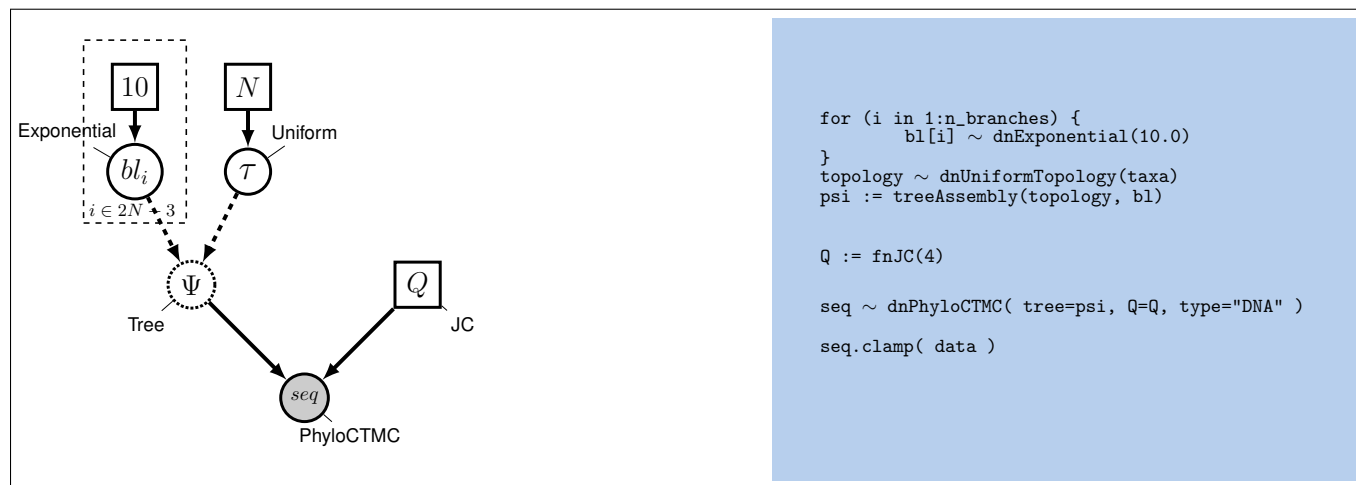 10
N
Exponential
Uniform
bl_i
τ
i ∈ 2N − 3
Ψ
Q
Tree
JC
seq
PhyloCTMC
for (i in 1:n_branches) {
bl[i] ∼ dnExponential(10.0)
}
topology ∼ dnUniformTopology(taxa)
psi := treeAssembly(topology, bl)
Q := fnJC(4)
seq ∼ dnPhyloCTMC( tree=psi, Q=Q, type="DNA" )
seq.clamp( data )